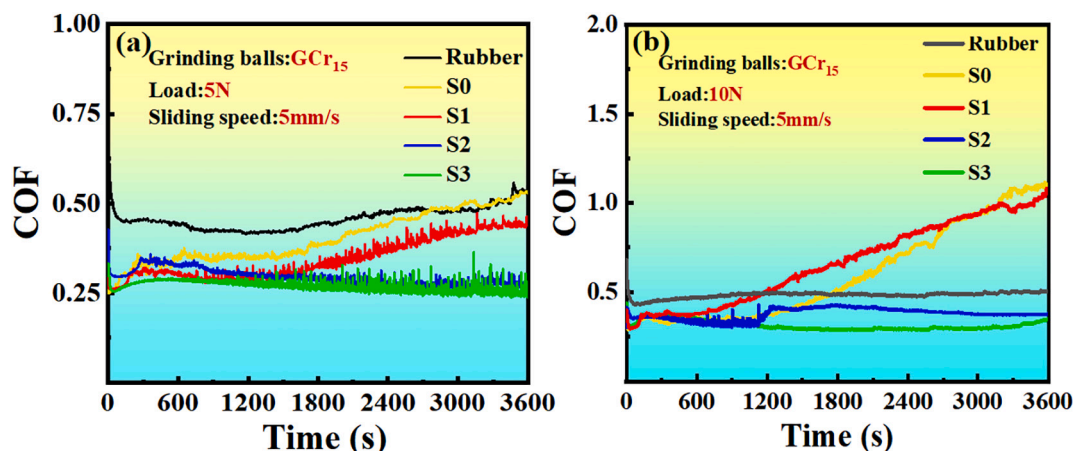 (a)
Grinding balls:GCr15
Load:5N
Sliding speed:5mm/s
Rubber
S0
S1
S2
S3
1.00
0.75
0.50
0.25
COF
0 600 1200 1800 2400 3000 3600
Time (s)
(b)
Grinding balls:GCr15
Load:10N
Sliding speed:5mm/s
Rubber
S0
S1
S2
S3
2.0
1.5
1.0
0.5
COF
0 600 1200 1800 2400 3000 3600
Time (s)